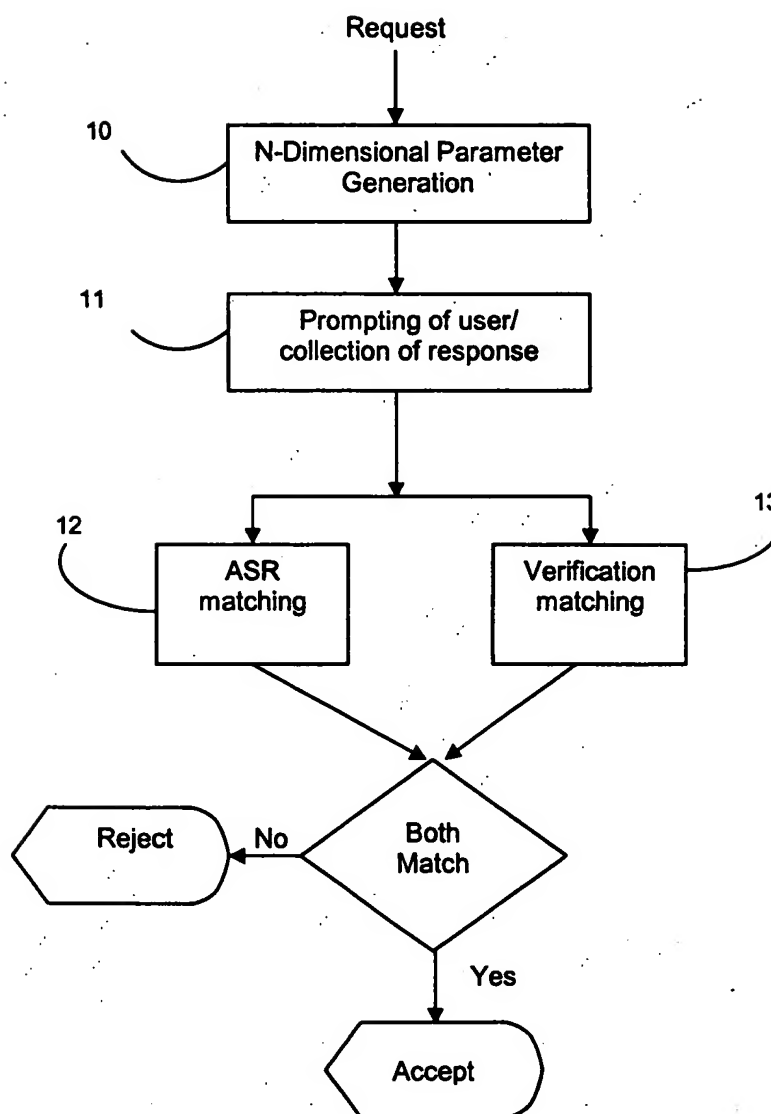 Request
10
N-Dimensional Parameter
Generation
11
Prompting of user/
collection of response
12
ASR
matching
13
Verification
matching
Both
Match
No
Reject
Yes
Accept